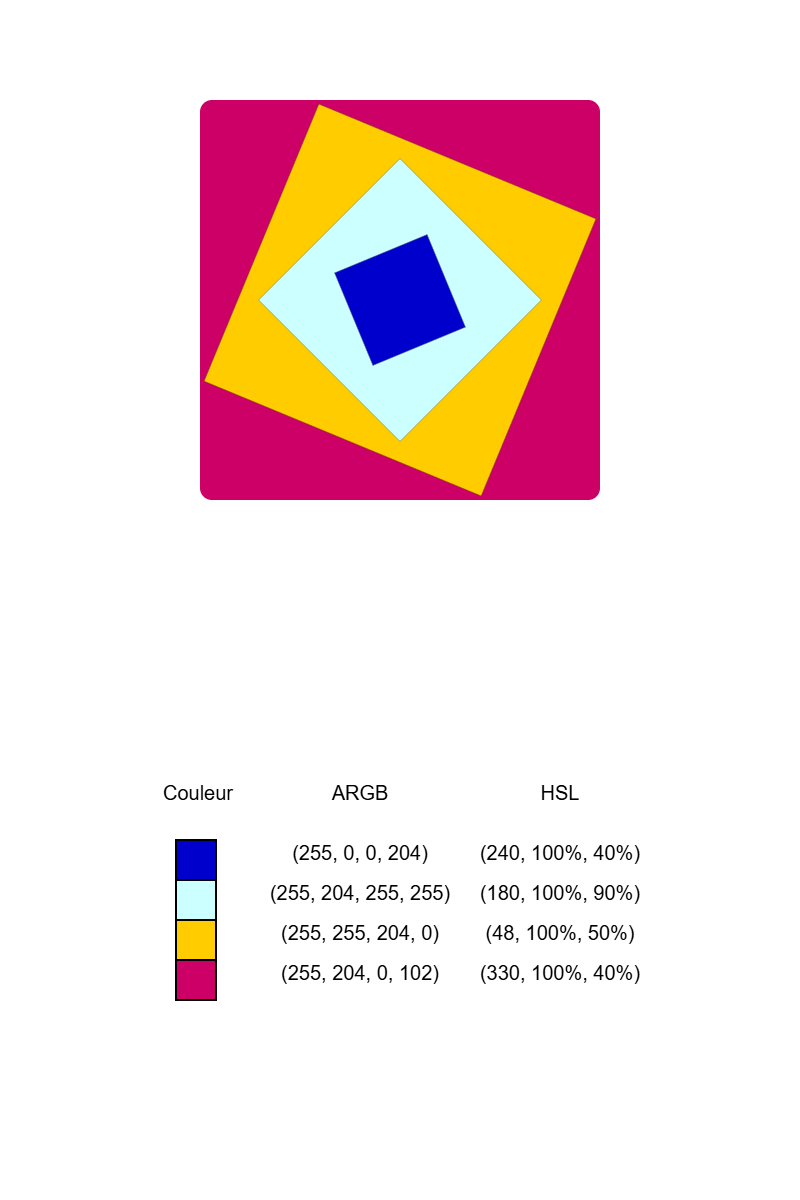 Couleur ARGB HSL
(255, 0, 0, 204) (240, 100%, 40%)
(255, 204, 255, 255) (180, 100%, 90%)
(255, 255, 204, 0) (48, 100%, 50%)
(255, 204, 0, 102) (330, 100%, 40%)